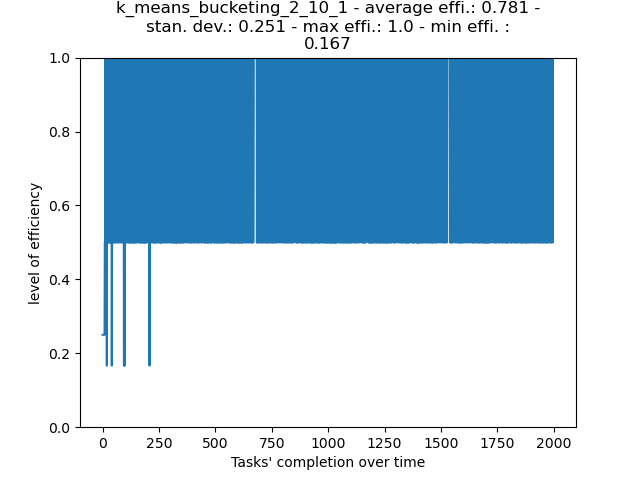 k_means_bucketing_2_10_1 - average effi.: 0.781 -
stan. dev.: 0.251 - max effi.: 1.0 - min effi. :
0.167
1.0
0.8
0.6
0.4
0.2
0.0
level of efficiency
0 250 500 750 1000 1250 1500 1750 2000
Tasks' completion over time